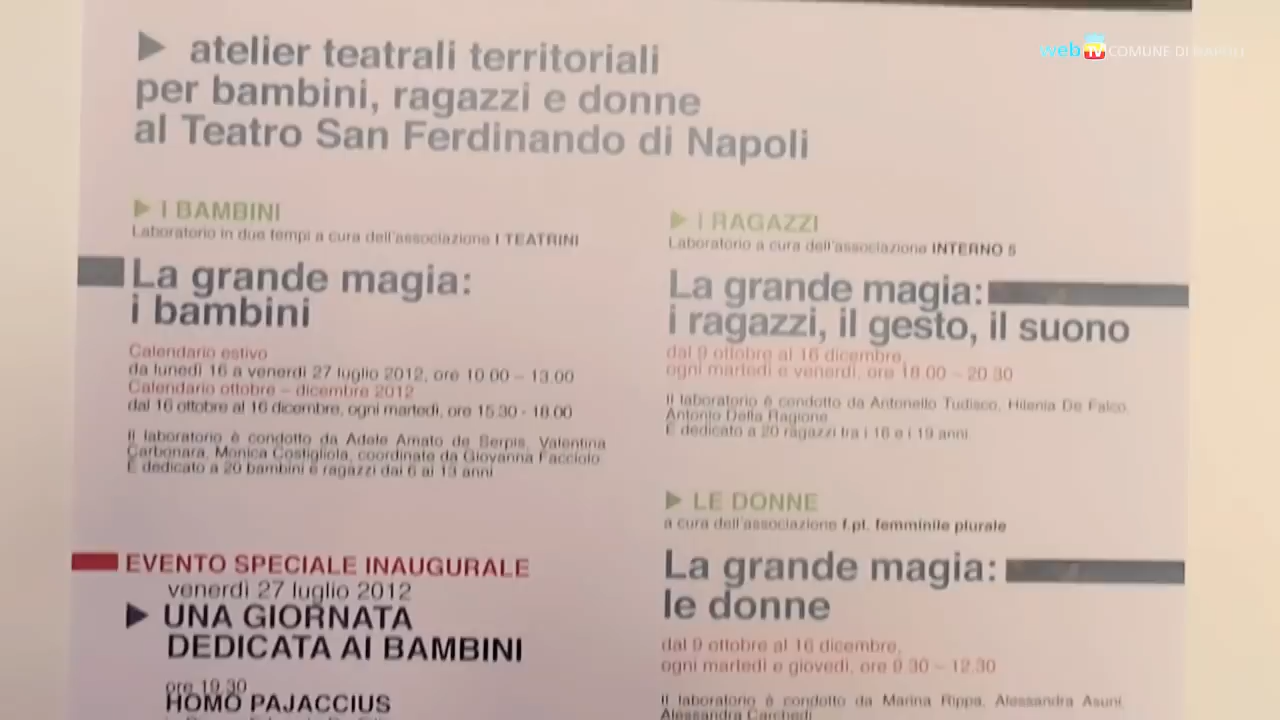 web TV COMUNE DI NAPOLI
atelier teatrali territoriali
per bambini, ragazzi e donne
al Teatro San Ferdinando di Napoli
I BAMBINI
Laboratorio in due tempi a cura dell'associazione I TEATRINI
La grande magia:
i bambini
Calendario estivo
da lunedì 16 a venerdì 27 luglio 2012, ore 10.00 – 13.00
Calendario ottobre – dicembre 2012
dal 16 ottobre al 16 dicembre, ogni martedì, ore 15.30 - 18.00
Il laboratorio è condotto da Adele Amato de Serpis, Valentina
Carbonara, Monica Costigliola, coordinate da Giovanna Facciolo
È dedicato a 20 bambini e ragazzi dai 6 ai 13 anni
EVENTO SPECIALE INAUGURALE
venerdì 27 luglio 2012
UNA GIORNATA
DEDICATA AI BAMBINI
ore 19.30
HOMO PAJACCIUS
I RAGAZZI
Laboratorio a cura dell'associazione INTERNO 5
La grande magia:
i ragazzi, il gesto, il suono
dal 9 ottobre al 16 dicembre,
ogni martedì e venerdì, ore 18.00 – 20.30
Il laboratorio è condotto da Antonello Tudisco, Hilenia De Falco,
Antonio Della Ragione
È dedicato a 20 ragazzi tra i 16 e i 19 anni
LE DONNE
a cura dell'associazione f.pl. femminile plurale
La grande magia:
le donne
dal 9 ottobre al 16 dicembre,
ogni martedì e giovedì, ore 9.30 – 12.30
Il laboratorio è condotto da Marina Rippa, Alessandra Asuni,
Alessandra Carchedi